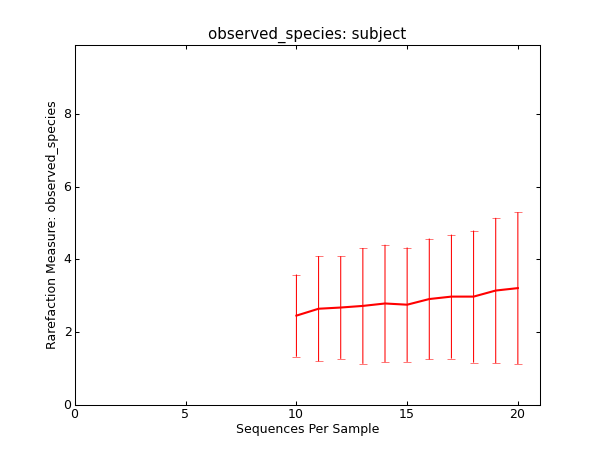 observed_species: subject
Rarefaction Measure: observed_species
8
6
4
2
0
0 5 10 15 20
Sequences Per Sample